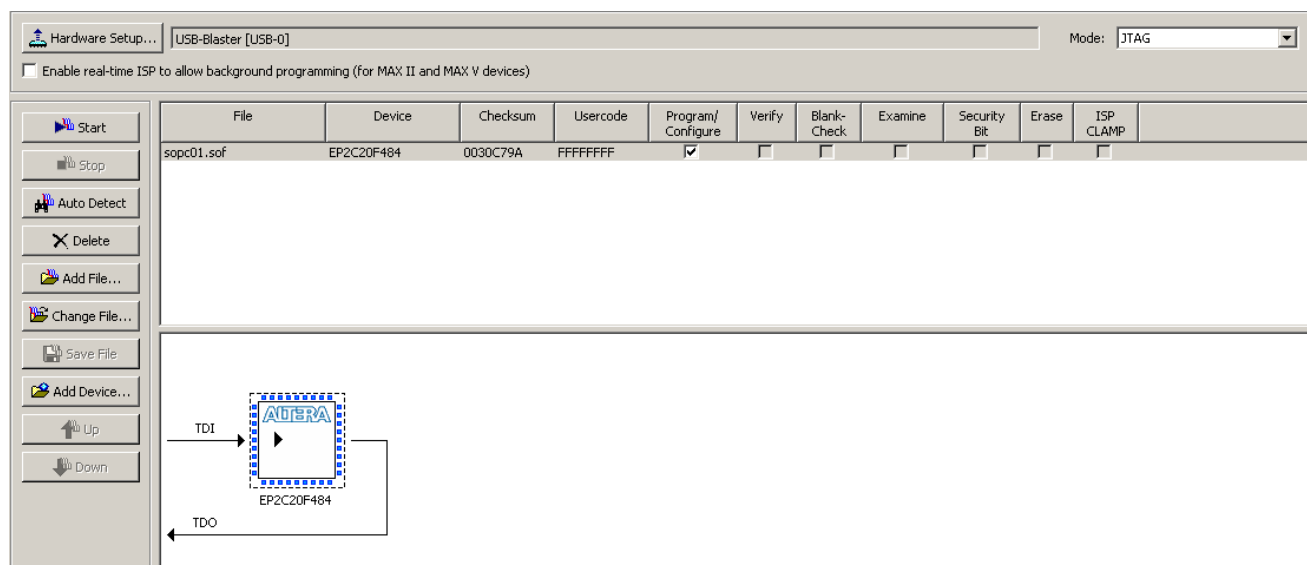 Hardware Setup... USB-Blaster [USB-0] Mode: JTAG
Enable real-time ISP to allow background programming (for MAX II and MAX V devices)
Start
Stop
Auto Detect
Delete
Add File...
Change File...
Save File
Add Device...
Up
Down
File Device Checksum Usercode Program/ Verify Blank- Examine Security Erase ISP
Configure Check Bit CLAMP
sopc01.sof EP2C20F484 0030C79A FFFFFFFF
ALTERA
TDI
EP2C20F484
TDO